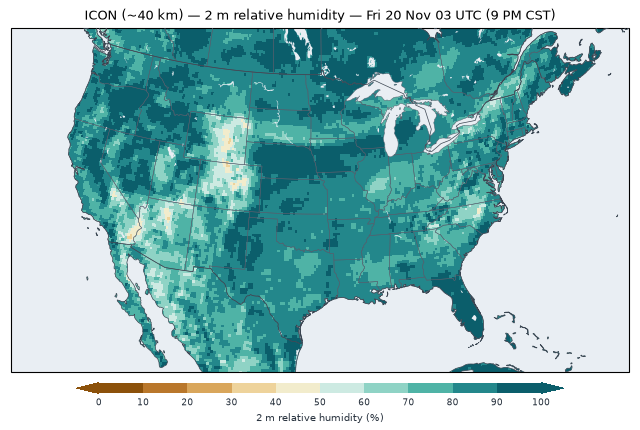 ICON (~40 km) — 2 m relative humidity — Fri 20 Nov 03 UTC (9 PM CST)
0 10 20 30 40 50 60 70 80 90 100
2 m relative humidity (%)